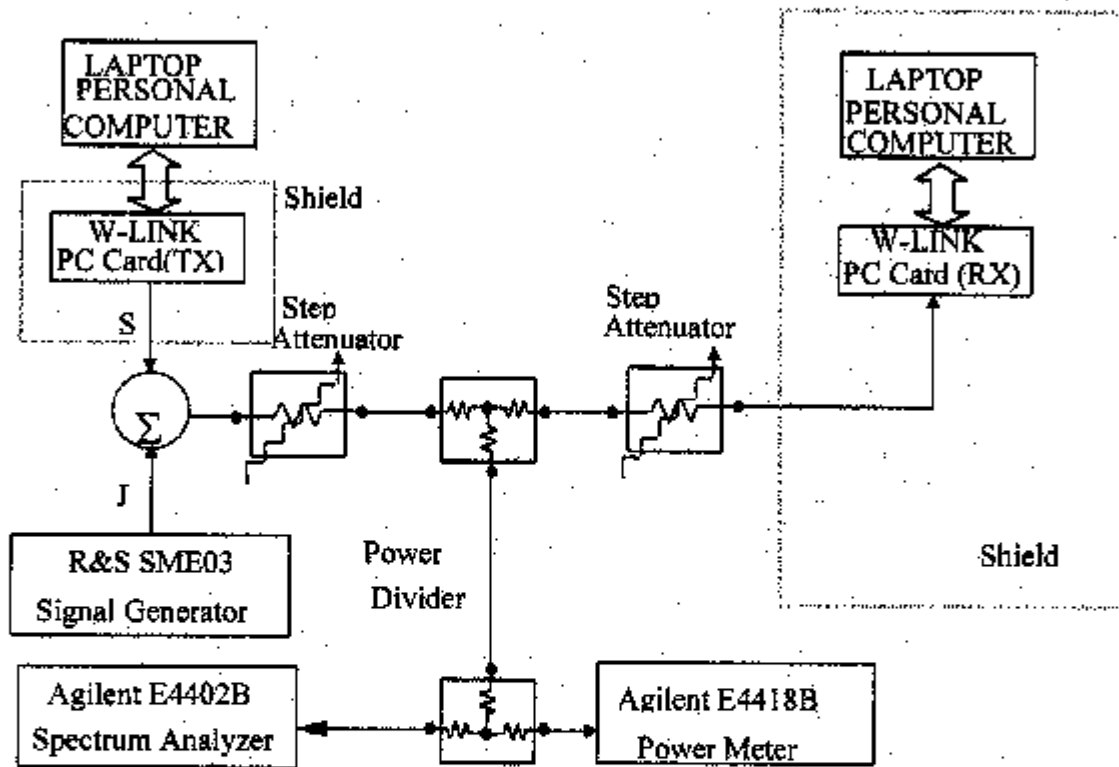 LAPTOP
PERSONAL
COMPUTER
Shield
W-LINK
PC Card(TX)
S
Step
Attenuator
Σ
J
R&S SME03
Signal Generator
Step
Attenuator
LAPTOP
PERSONAL
COMPUTER
W-LINK
PC Card (RX)
Shield
Power
Divider
Agilent E4402B
Spectrum Analyzer
Agilent E4418B
Power Meter